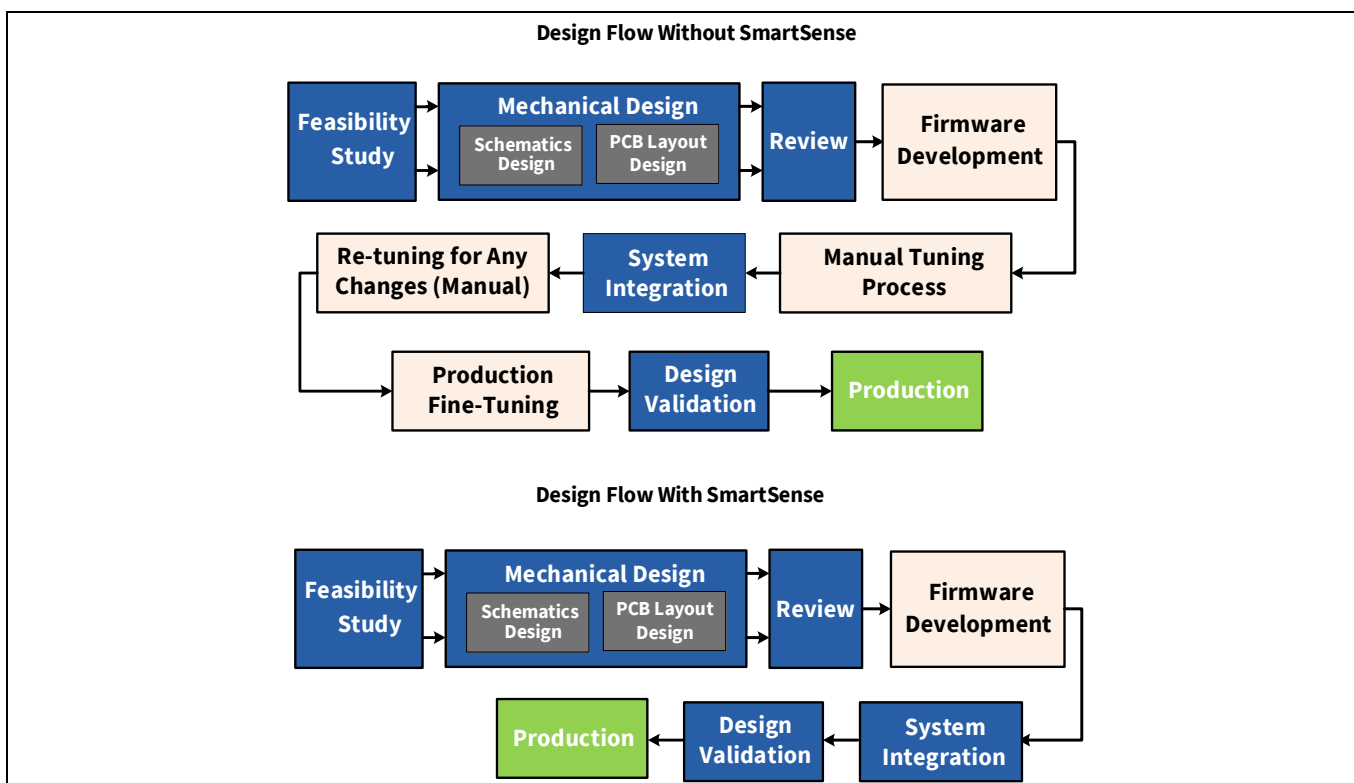 Design Flow Without SmartSense
Feasibility
Study
Mechanical Design
Schematics
Design
PCB Layout
Design
Review
Firmware
Development
Manual Tuning
Process
System
Integration
Re-tuning for Any
Changes (Manual)
Production
Fine-Tuning
Design
Validation
Production
Design Flow With SmartSense
Feasibility
Study
Mechanical Design
Schematics
Design
PCB Layout
Design
Review
Firmware
Development
System
Integration
Design
Validation
Production